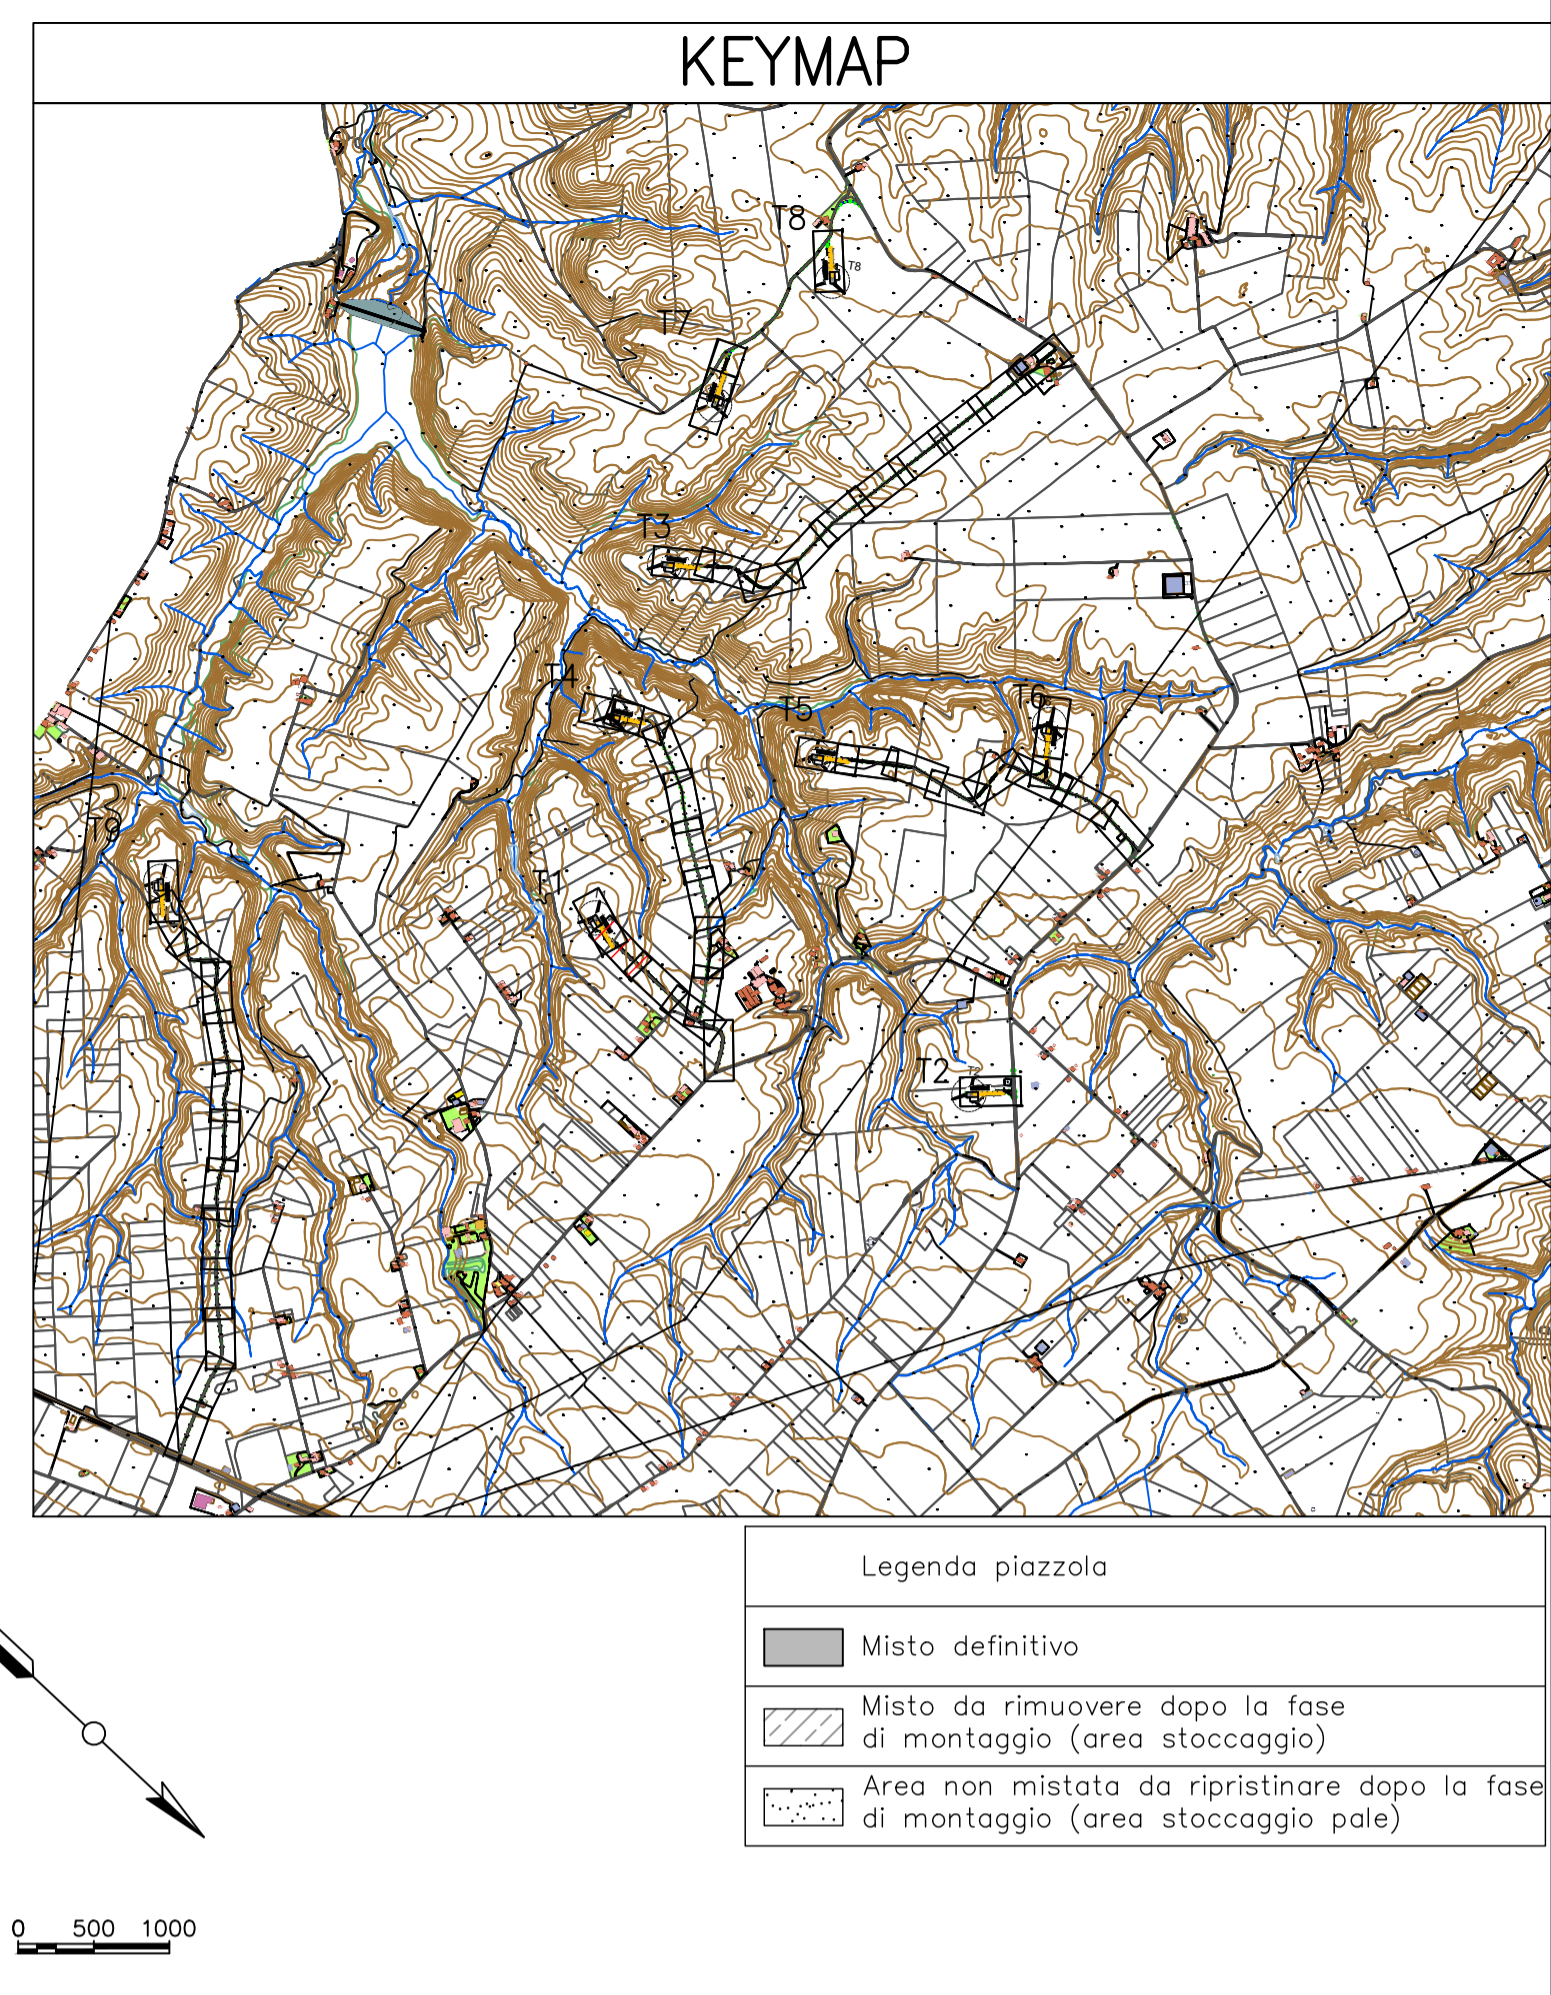 KEYMAP
T8
T8
T7
T3
T4
T6
T5
T9
T2
Legenda piazzola
Misto definitivo
Misto da rimuovere dopo la fase
di montaggio (area stoccaggio)
Area non mistata da ripristinare dopo la fase
di montaggio (area stoccaggio pale)
0 500 1000